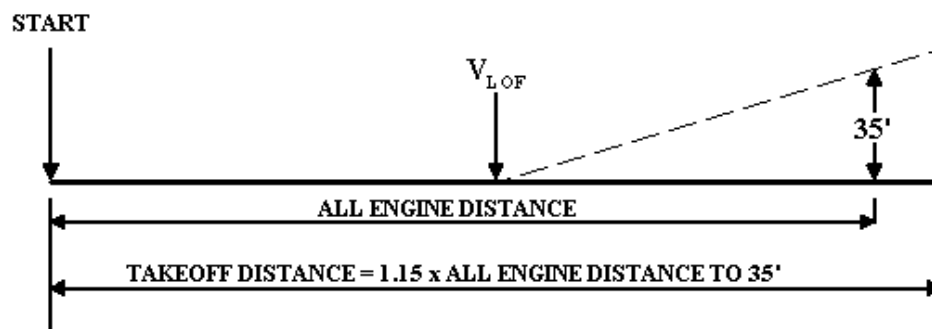 START
V LOF
35'
ALL ENGINE DISTANCE
TAKEOFF DISTANCE = 1.15 x ALL ENGINE DISTANCE TO 35'